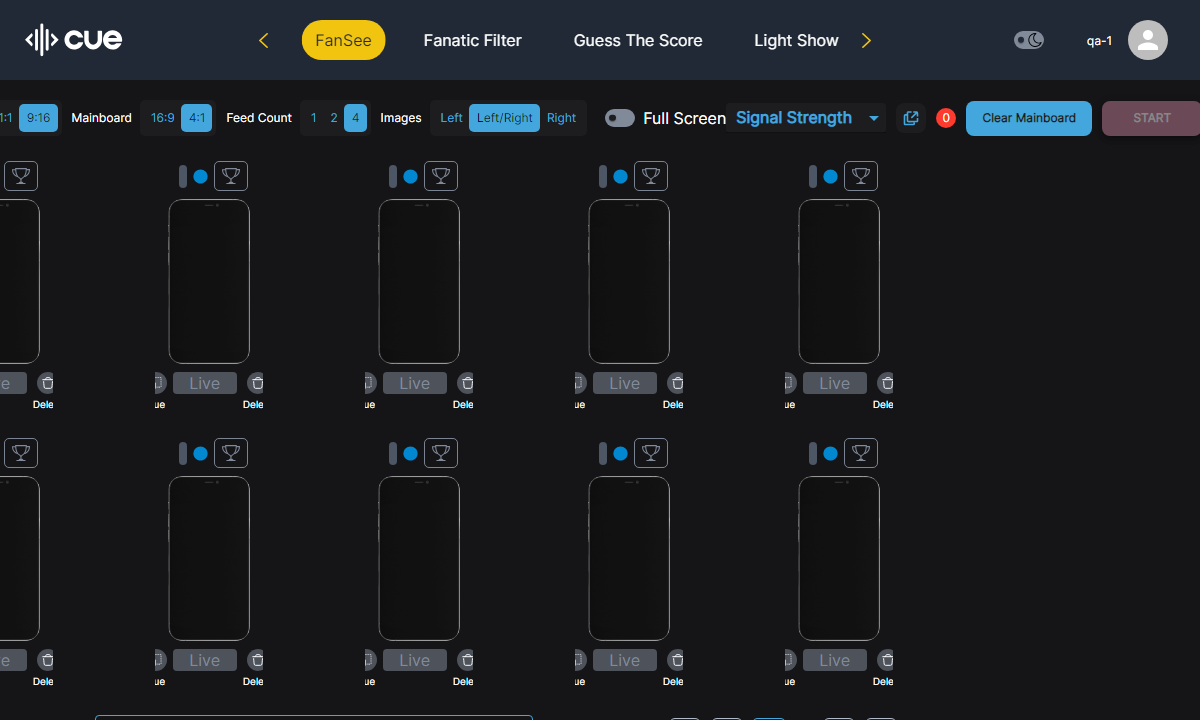 cue FanSee Fanatic Filter Guess The Score Light Show qa-1
1:1 9:16 Mainboard 16:9 4:1 Feed Count 1 2 4 Images Left Left/Right Right Full Screen Signal Strength 0 Clear Mainboard START
e Live Live Live Live
Dele ue Dele ue Dele ue Dele ue Dele
e Live Live Live Live
Dele ue Dele ue Dele ue Dele ue Dele